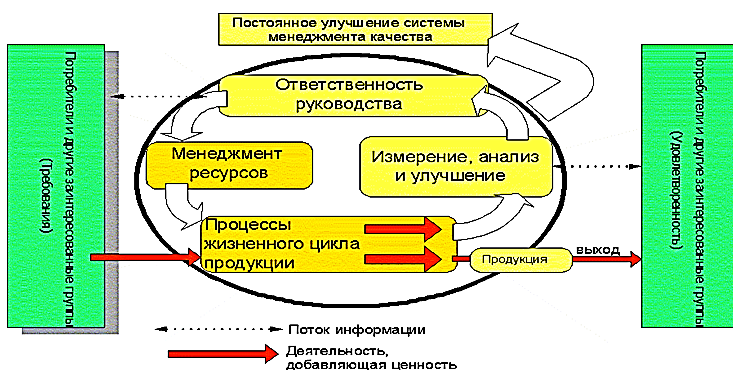 Постоянное улучшение системы
менеджмента качества
Потребители и другие заинтересованные группы
(Требования)
Ответственность
руководства
Менеджмент
ресурсов
Измерение, анализ
и улучшение
Процессы
жизненного цикла
продукции
Продукция
выход
Потребители и другие заинтересованные группы
(Удовлетворенность)
Поток информации
Деятельность,
добавляющая ценность